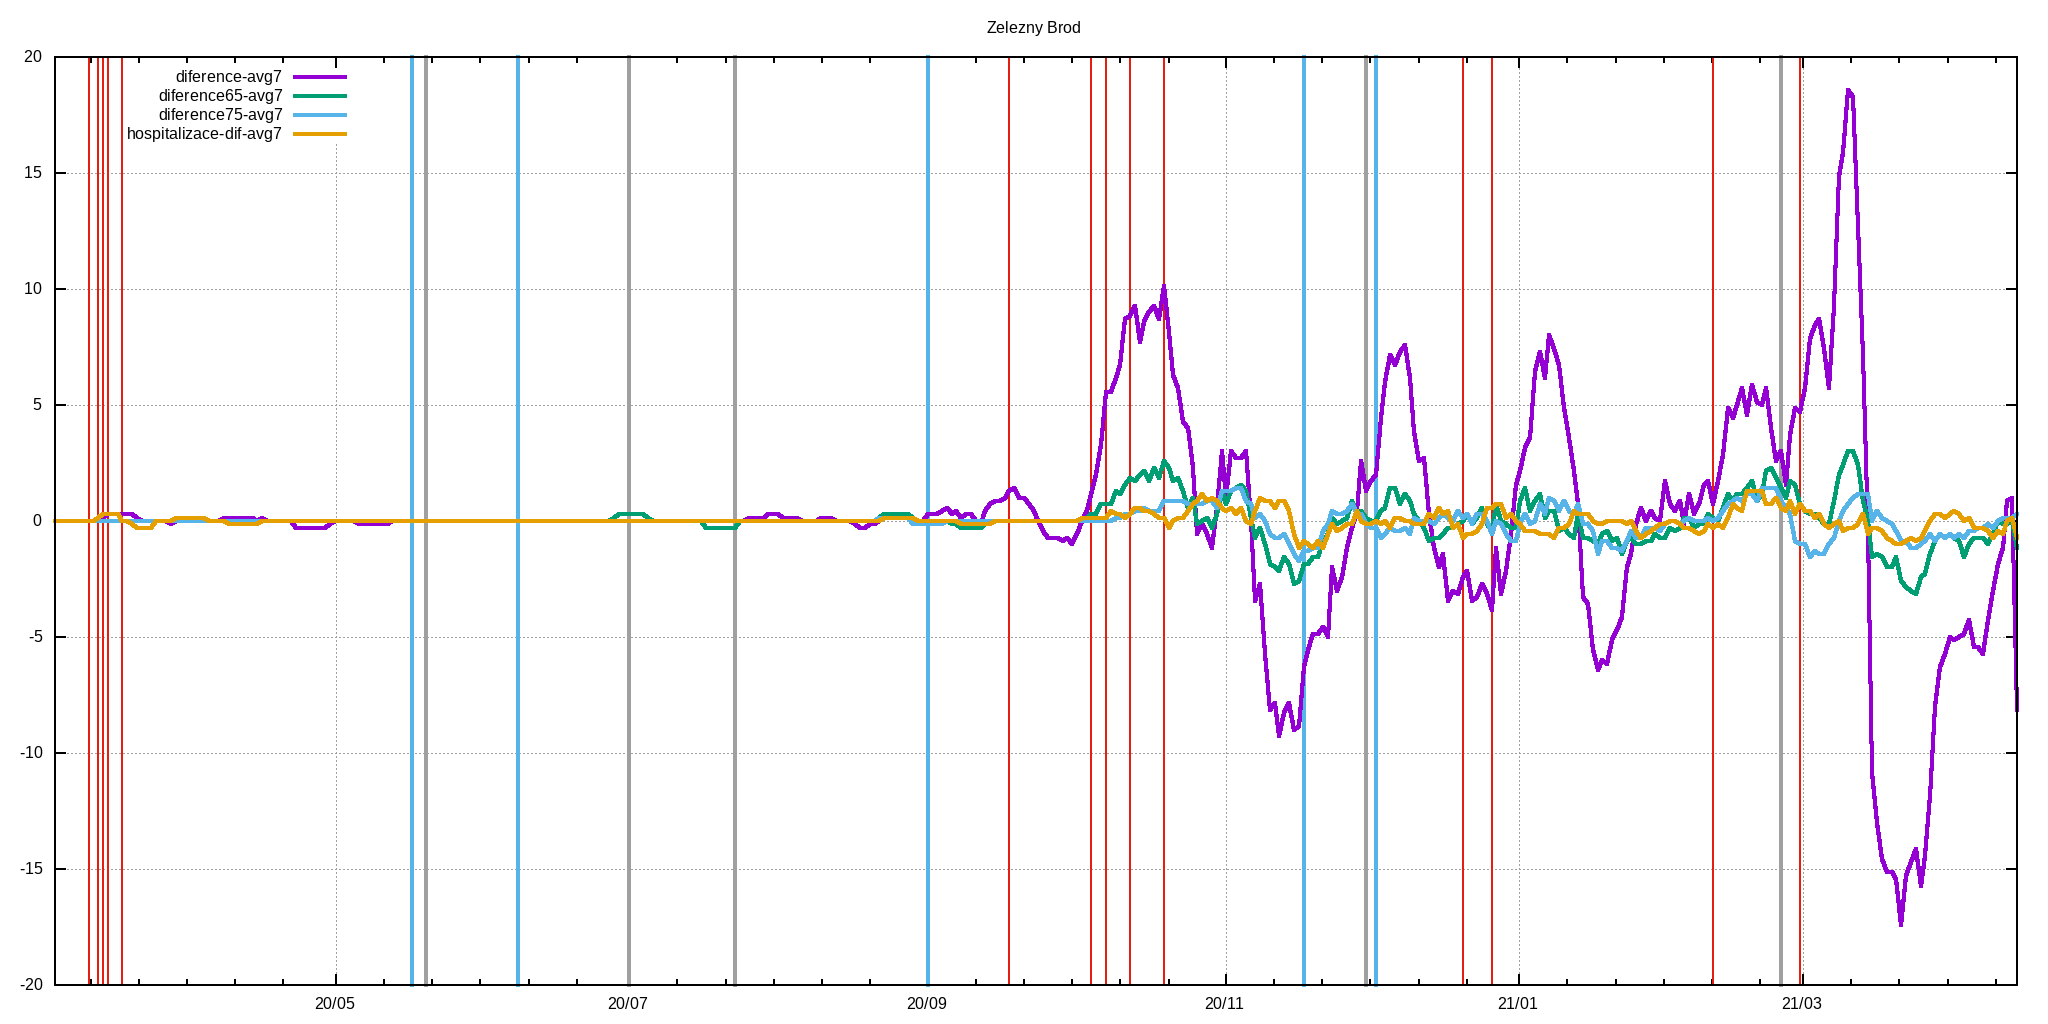 Zelezny Brod
diference-avg7
diference65-avg7
diference75-avg7
hospitalizace-dif-avg7
20
15
10
5
0
-5
-10
-15
-20
20/05 20/07 20/09 20/11 21/01 21/03